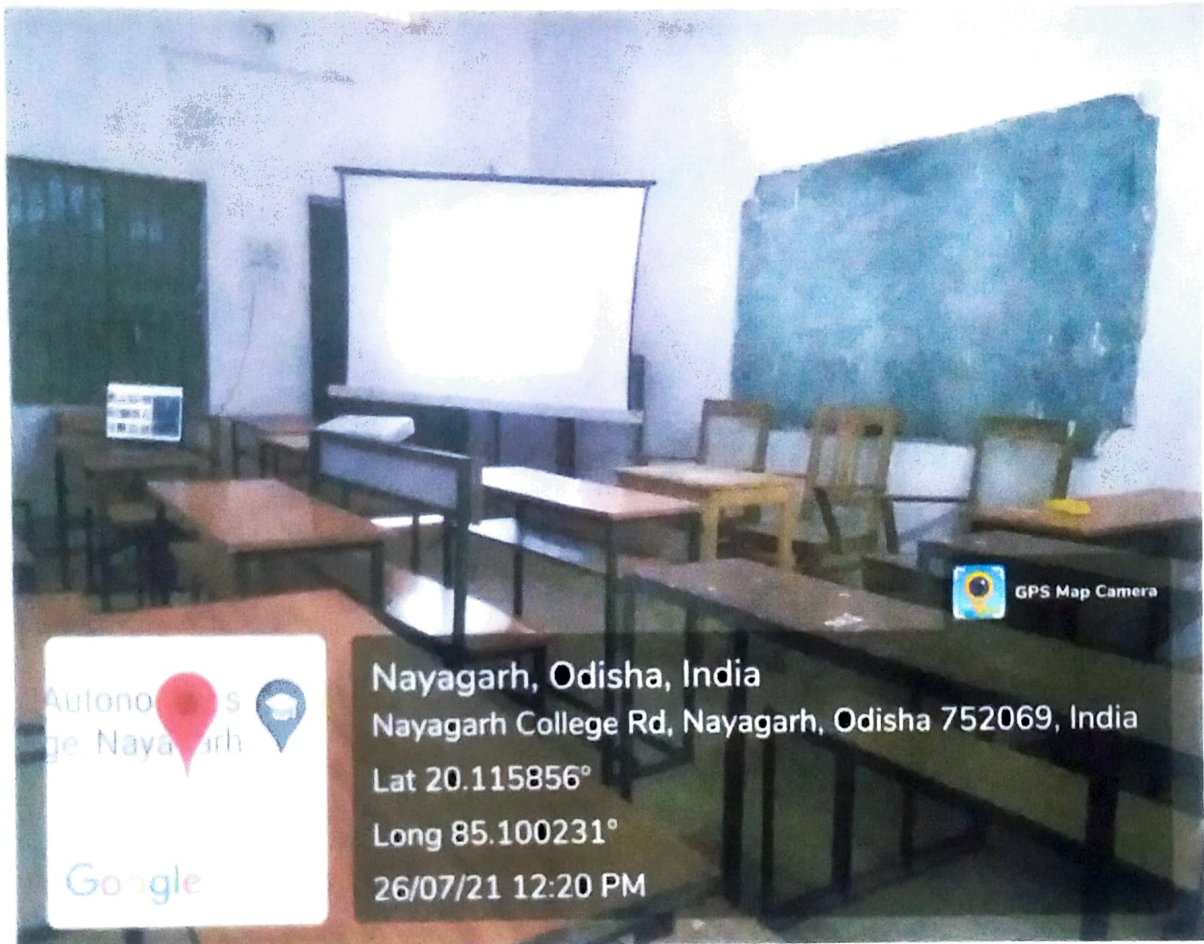 GPS Map Camera
Nayagarh, Odisha, India
Nayagarh College Rd, Nayagarh, Odisha 752069, India
Lat 20.115856°
Long 85.100231°
26/07/21 12:20 PM
Google